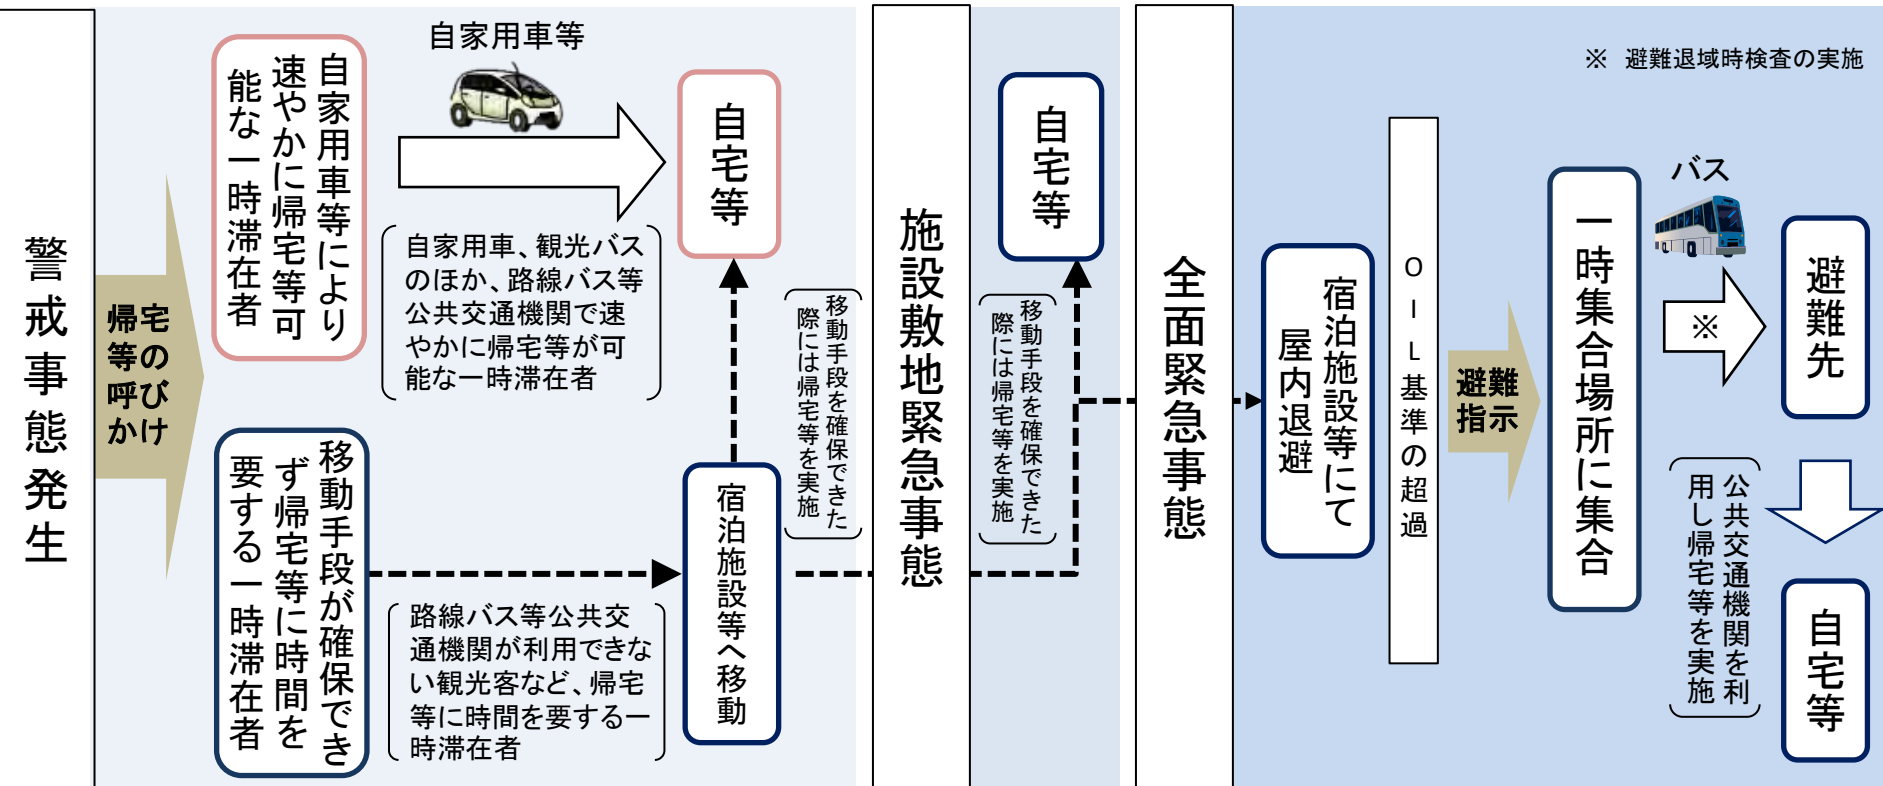 警戒事態発生
帰宅
等の
呼び
かけ
自家用車等により
速やかに帰宅等可
能な一時滞在者
自家用車等
自家用車、観光バス
のほか、路線バス等
公共交通機関で速
やかに帰宅等が可
能な一時滞在者
自宅等
移動手段が確保でき
ず帰宅等に時間を
要する一時滞在者
路線バス等公共交
通機関が利用できな
い観光客など、帰宅
等に時間を要する一
時滞在者
宿泊施設等へ移動
移動手段を確保できた
際には帰宅等を実施
施設敷地緊急事態
自宅等
移動手段を確保できた
際には帰宅等を実施
全面緊急事態
宿泊施設等にて
屋内退避
OIL基準の超過
避難
指示
一時集合場所に集合
※ 避難退域時検査の実施
バス
※
避難先
公共交通機関を利
用し帰宅等を実施
自宅等